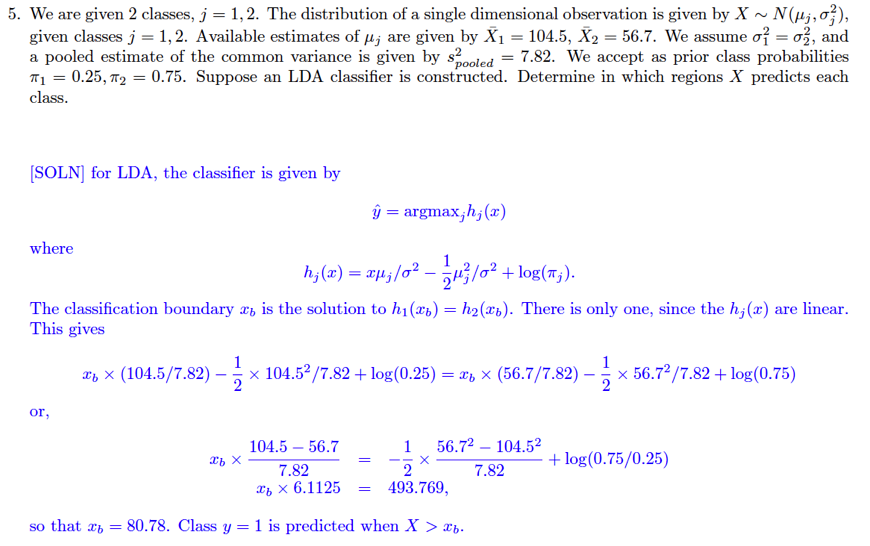 5. We are given 2 classes, j = 1, 2. The distribution of a single dimensional observation is given by X ∼ N(μ_j, σ_j^2),
given classes j = 1, 2. Available estimates of μ_j are given by X̄_1 = 104.5, X̄_2 = 56.7. We assume σ_1^2 = σ_2^2, and
a pooled estimate of the common variance is given by s^2_pooled = 7.82. We accept as prior class probabilities
π_1 = 0.25, π_2 = 0.75. Suppose an LDA classifier is constructed. Determine in which regions X predicts each
class.
[SOLN] for LDA, the classifier is given by
ŷ = argmax_j h_j(x)
where
h_j(x) = xμ_j/σ^2 − 1/2 μ_j^2/σ^2 + log(π_j).
The classification boundary x_b is the solution to h_1(x_b) = h_2(x_b). There is only one, since the h_j(x) are linear.
This gives
x_b × (104.5/7.82) − 1/2 × 104.5^2/7.82 + log(0.25) = x_b × (56.7/7.82) − 1/2 × 56.7^2/7.82 + log(0.75)
or,
x_b × (104.5 − 56.7)/7.82 = −1/2 × (56.7^2 − 104.5^2)/7.82 + log(0.75/0.25)
x_b × 6.1125 = 493.769,
so that x_b = 80.78. Class y = 1 is predicted when X > x_b.